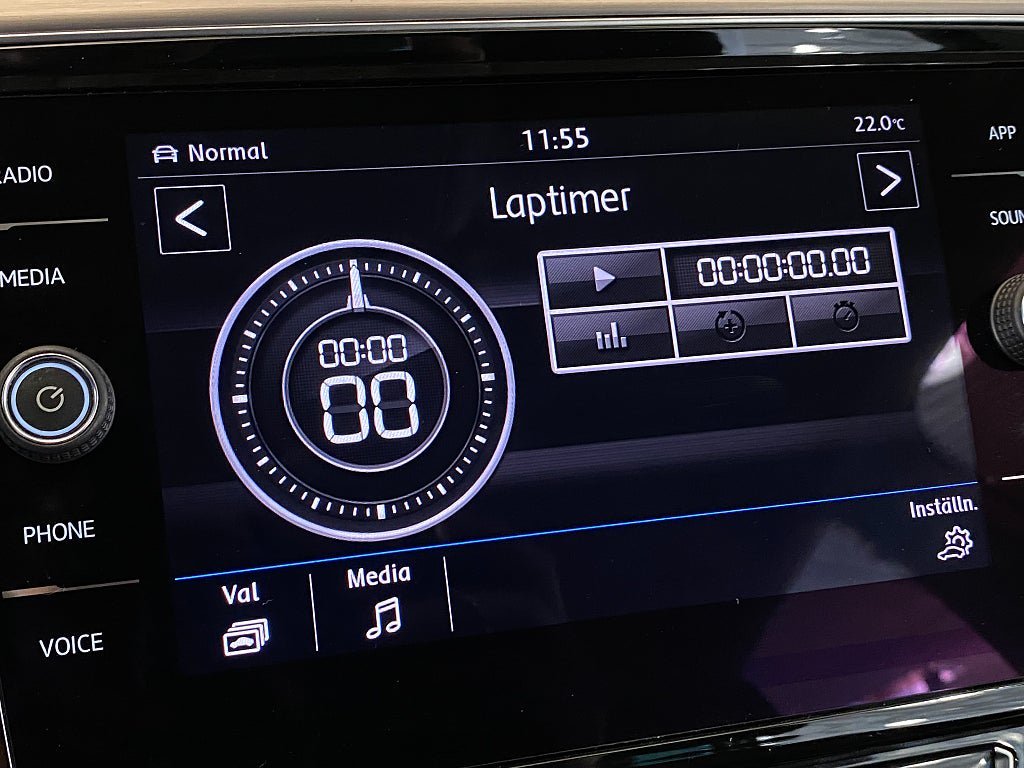 Normal
11:55
22.0°C
APP
RADIO
Laptimer
SOUN
MEDIA
00:00:00.00
00:00
00
PHONE
Inställn.
Val
Media
VOICE